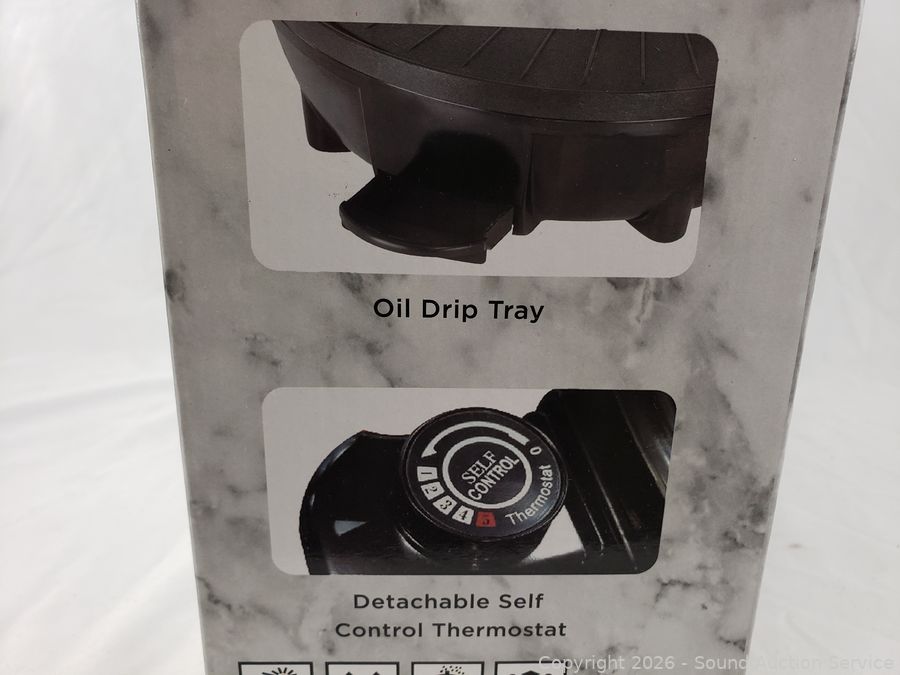 Oil Drip Tray
SELF
CONTROL
0
1
2
3
4
5
Thermostat
Detachable Self
Control Thermostat
Copyright 2026 - Sound Auction Service